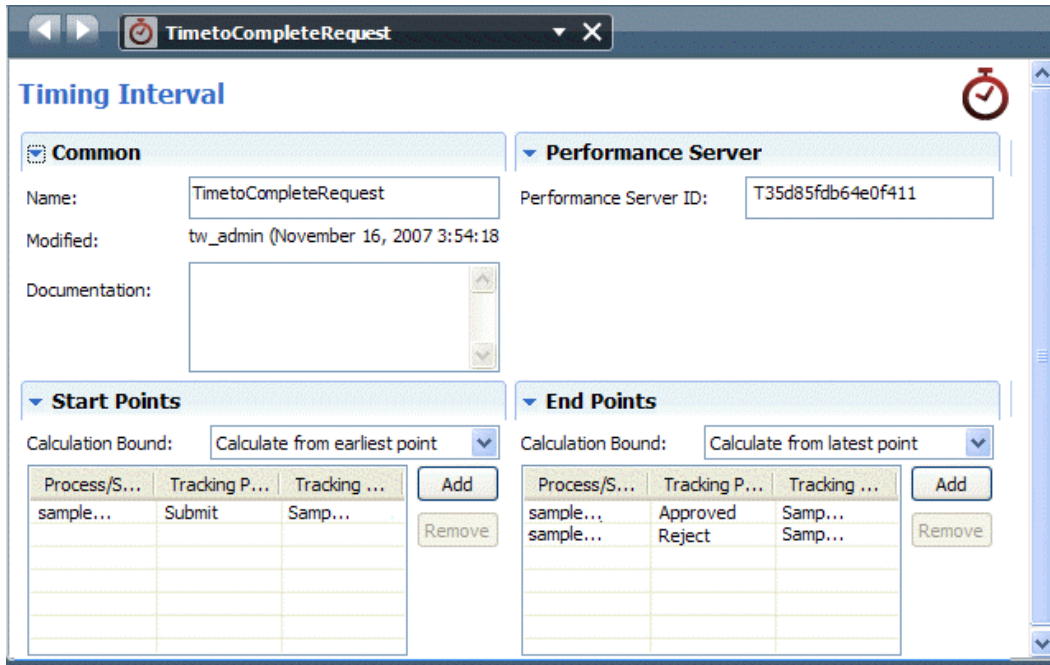 TimetoCompleteRequest
Timing Interval
Common
Name: TimetoCompleteRequest
Modified: tw_admin (November 16, 2007 3:54:18
Documentation:
Performance Server
Performance Server ID: T35d85fdb64e0f411
Start Points
Calculation Bound: Calculate from earliest point
Process/S... Tracking P... Tracking ... Add
sample... Submit Samp...
Remove
End Points
Calculation Bound: Calculate from latest point
Process/S... Tracking P... Tracking ... Add
sample... Approved Samp...
sample... Reject Samp... Remove